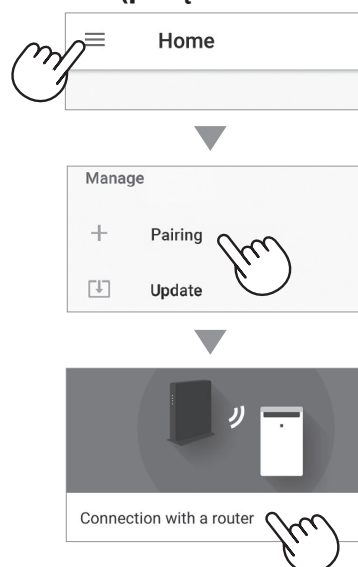 Home
Manage
Pairing
Update
Connection with a router